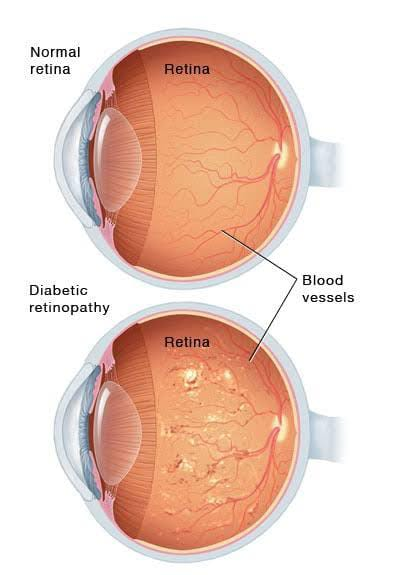 Normal
retina
Retina
Blood
vessels
Diabetic
retinopathy
Retina